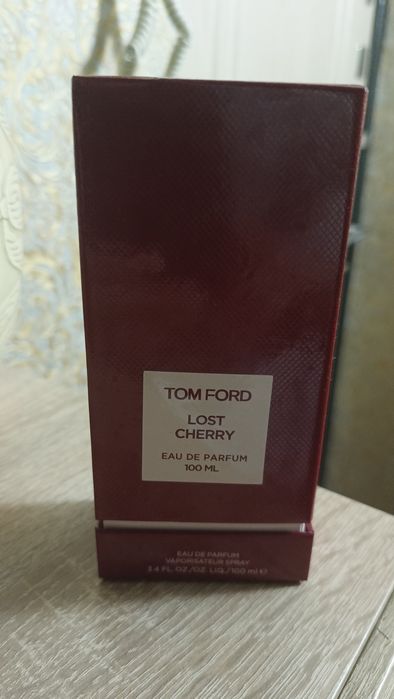 TOM FORD
LOST
CHERRY
EAU DE PARFUM
100 ML
EAU DE PARFUM
VAPORISATEUR SPRAY
3.4 FL. OZ./OZ. LIQ./100 ml ℮